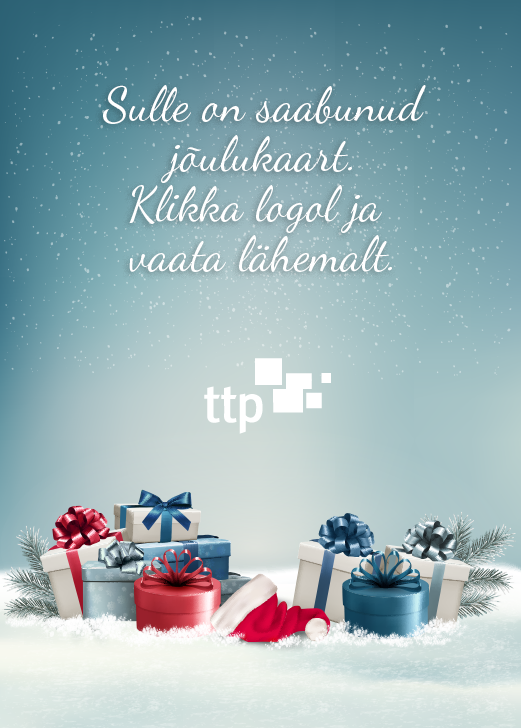 Sulle on saabunud
jõulukaart.
Klikka logol ja
vaata lähemalt.
ttp